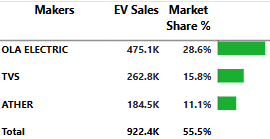 Makers EV Sales Market Share %
OLA ELECTRIC 475.1K 28.6%
TVS 262.8K 15.8%
ATHER 184.5K 11.1%
Total 922.4K 55.5%